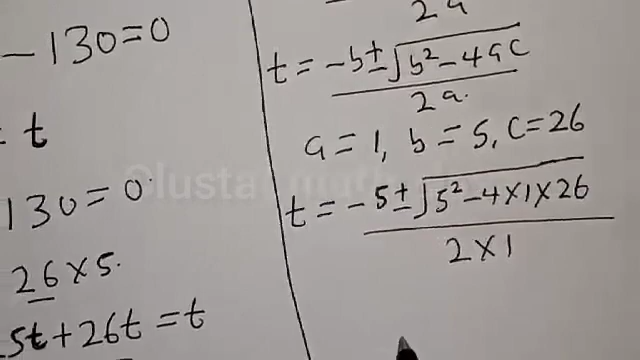 - 130 = 0
= t
130 = 0
26 × 5.
5t + 26t = t
2a
t = -b ± √b² - 4ac
2a.
a = 1, b = 5, c = 26
t = -5 ± √5² - 4×1×26
2×1